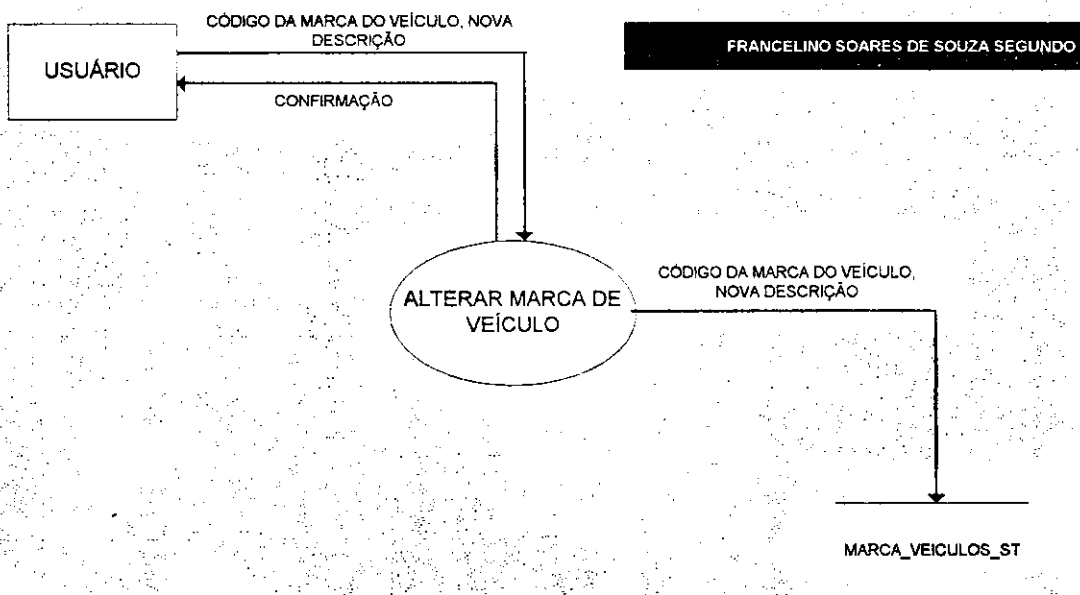 CÓDIGO DA MARCA DO VEÍCULO, NOVA
DESCRIÇÃO
FRANCELINO SOARES DE SOUZA SEGUNDO
USUÁRIO
CONFIRMAÇÃO
CÓDIGO DA MARCA DO VEÍCULO,
NOVA DESCRIÇÃO
ALTERAR MARCA DE
VEÍCULO
MARCA_VEICULOS_ST